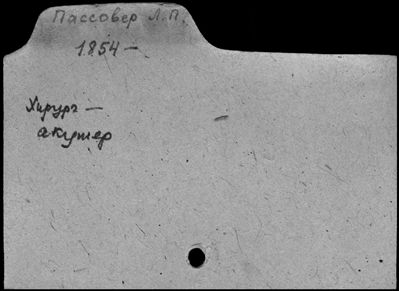 Пассовер Л.П.
1854 —
Хирург —
акушер